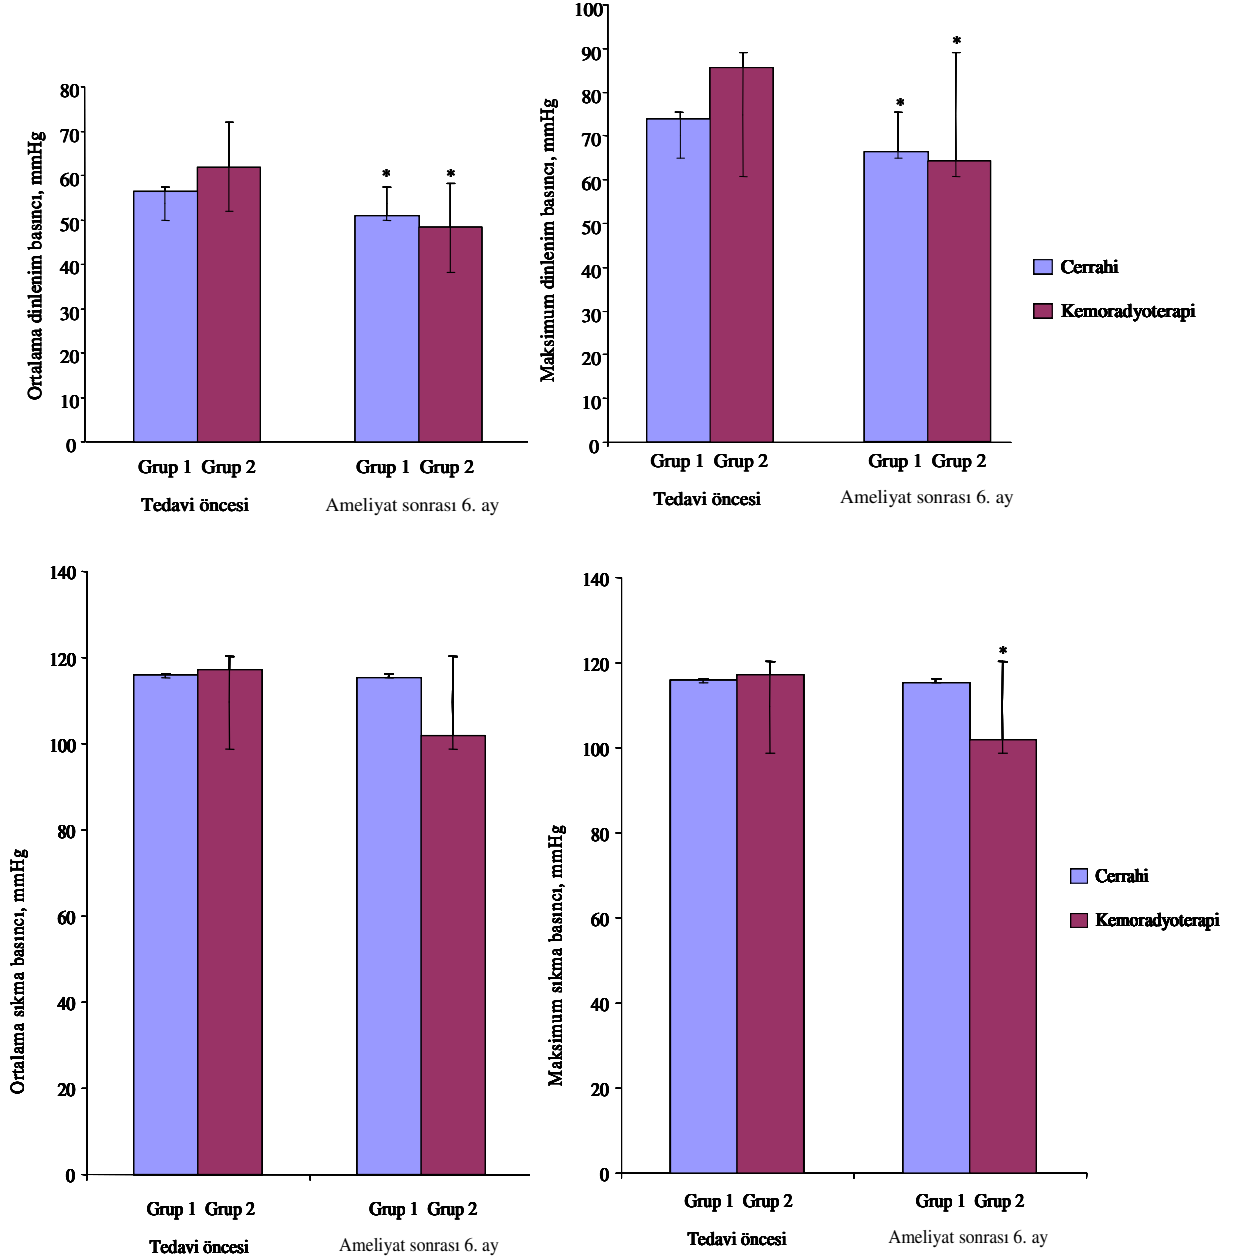 Ortalama dinlenim basıncı, mmHg
80
70
60
50
40
30
20
10
0
*
*
Grup 1 Grup 2
Grup 1 Grup 2
Tedavi öncesi
Ameliyat sonrası 6. ay
Maksimum dinlenim basıncı, mmHg
100
90
80
70
60
50
40
30
20
10
0
*
*
Grup 1 Grup 2
Grup 1 Grup 2
Tedavi öncesi
Ameliyat sonrası 6. ay
Cerrahi
Kemoradyoterapi
Ortalama sıkma basıncı, mmHg
140
120
100
80
60
40
20
0
Grup 1 Grup 2
Grup 1 Grup 2
Tedavi öncesi
Ameliyat sonrası 6. ay
Maksimum sıkma basıncı, mmHg
140
120
100
80
60
40
20
0
*
Grup 1 Grup 2
Grup 1 Grup 2
Tedavi öncesi
Ameliyat sonrası 6. ay
Cerrahi
Kemoradyoterapi